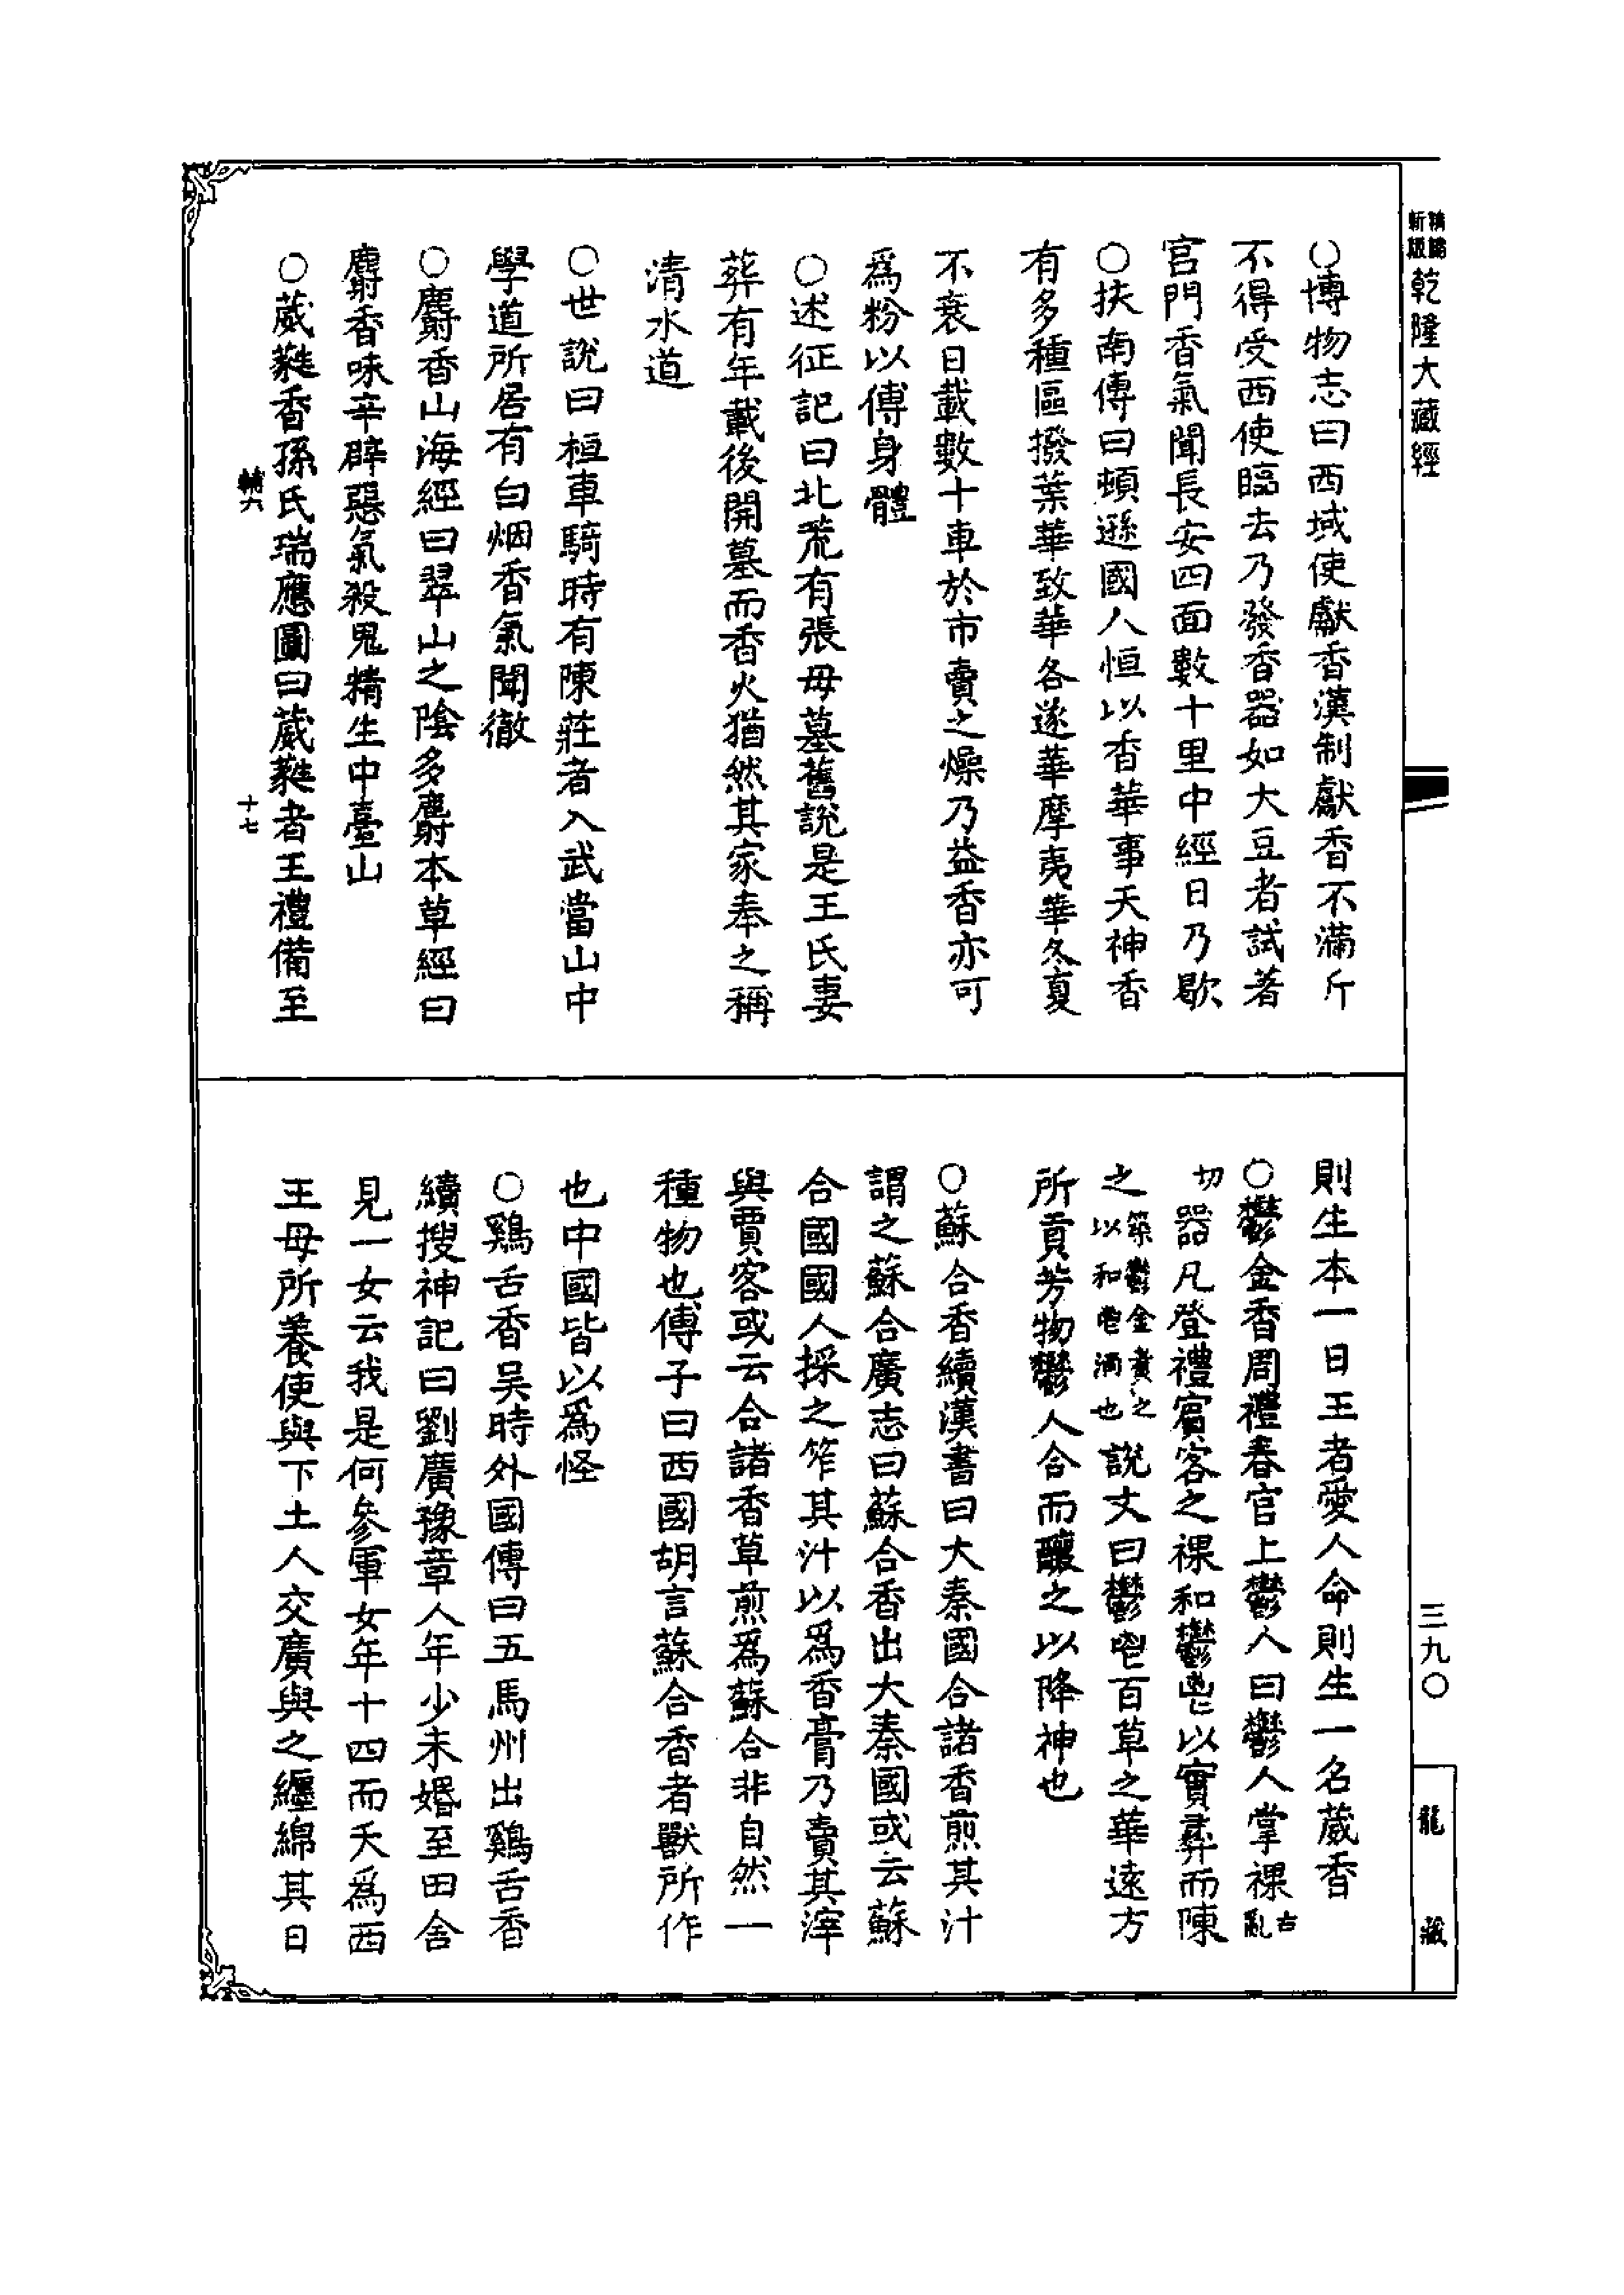 精編
新版
乾隆大藏經
○博物志曰西域使獻香漢制獻香不滿斤
不得受西使臨去乃發香器如大豆者試著
宮門香氣聞長安四面數十里中經日乃歇
○扶南傳曰頓遜國人恒以香華事天神香
有多種區撥葉華致華各遂華摩夷華冬夏
不衰日載數十車於市賣之燥乃益香亦可
為粉以傅身體
○述征記曰北荒有張母墓舊說是王氏妻
葬有年載後開墓而香火猶然其家奉之稱
清水道
○世說曰桓車騎時有陳莊者入武當山中
學道所居有白烟香氣聞徹
○麝香山海經曰翠山之陰多麝本草經曰
麝香味辛辟惡氣殺鬼精生中臺山
○葳蕤香孫氏瑞應圖曰葳蕤者王禮備至
輔六
十七
則生本一曰王者愛人命則生一名葳香
○鬱金香周禮春官上鬱人曰鬱人掌祼古亂
切器凡登禮賓客之祼和鬱鬯以實彝而陳
之築鬱金煑之以和鬯酒也說文曰鬱鬯百草之華遠方
所貢芳物鬱人合而釀之以降神也
○蘇合香續漢書曰大秦國合諸香煎其汁
謂之蘇合廣志曰蘇合香出大秦國或云蘇
合國國人採之笮其汁以為香膏乃賣其滓
與賈客或云合諸香草煎為蘇合非自然一
種物也傅子曰西國胡言蘇合香者獸所作
也中國皆以為怪
○鷄舌香吳時外國傳曰五馬州出鷄舌香
續搜神記曰劉廣豫章人年少未婚至田舍
見一女云我是何參軍女年十四而夭為西
王母所養使與下土人交廣與之纏綿其日
三九〇
龍藏